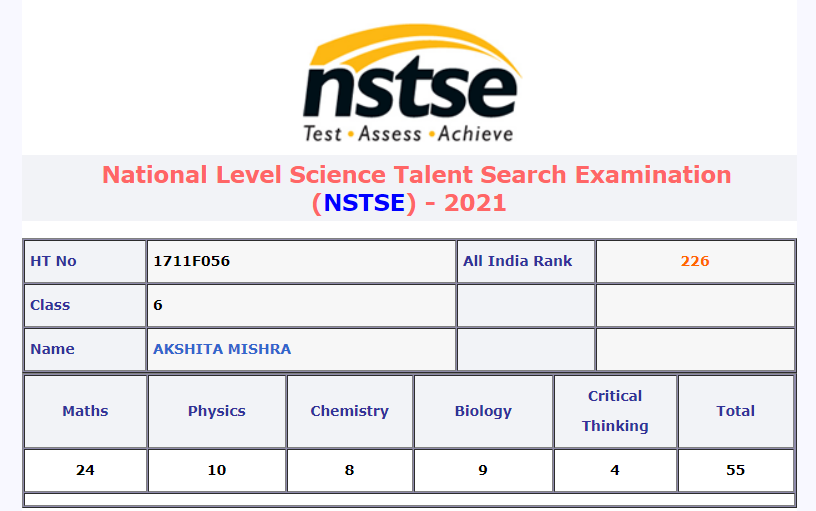 nstse
Test • Assess • Achieve
National Level Science Talent Search Examination
(NSTSE) - 2021
HT No 1711F056 All India Rank 226
Class 6
Name AKSHITA MISHRA
Maths Physics Chemistry Biology Critical Thinking Total
24 10 8 9 4 55